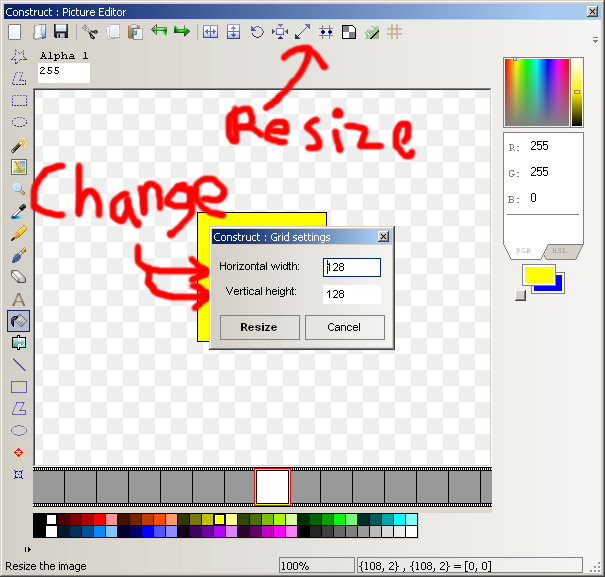 Construct : Picture Editor
Alpha 1
255
Resize
Change
R: 255
G: 255
B: 0
RGB HSL
Construct : Grid settings
Horizontal width: 128
Vertical height: 128
Resize Cancel
A
Resize the image 100% {108, 2} , {108, 2} = [0, 0]